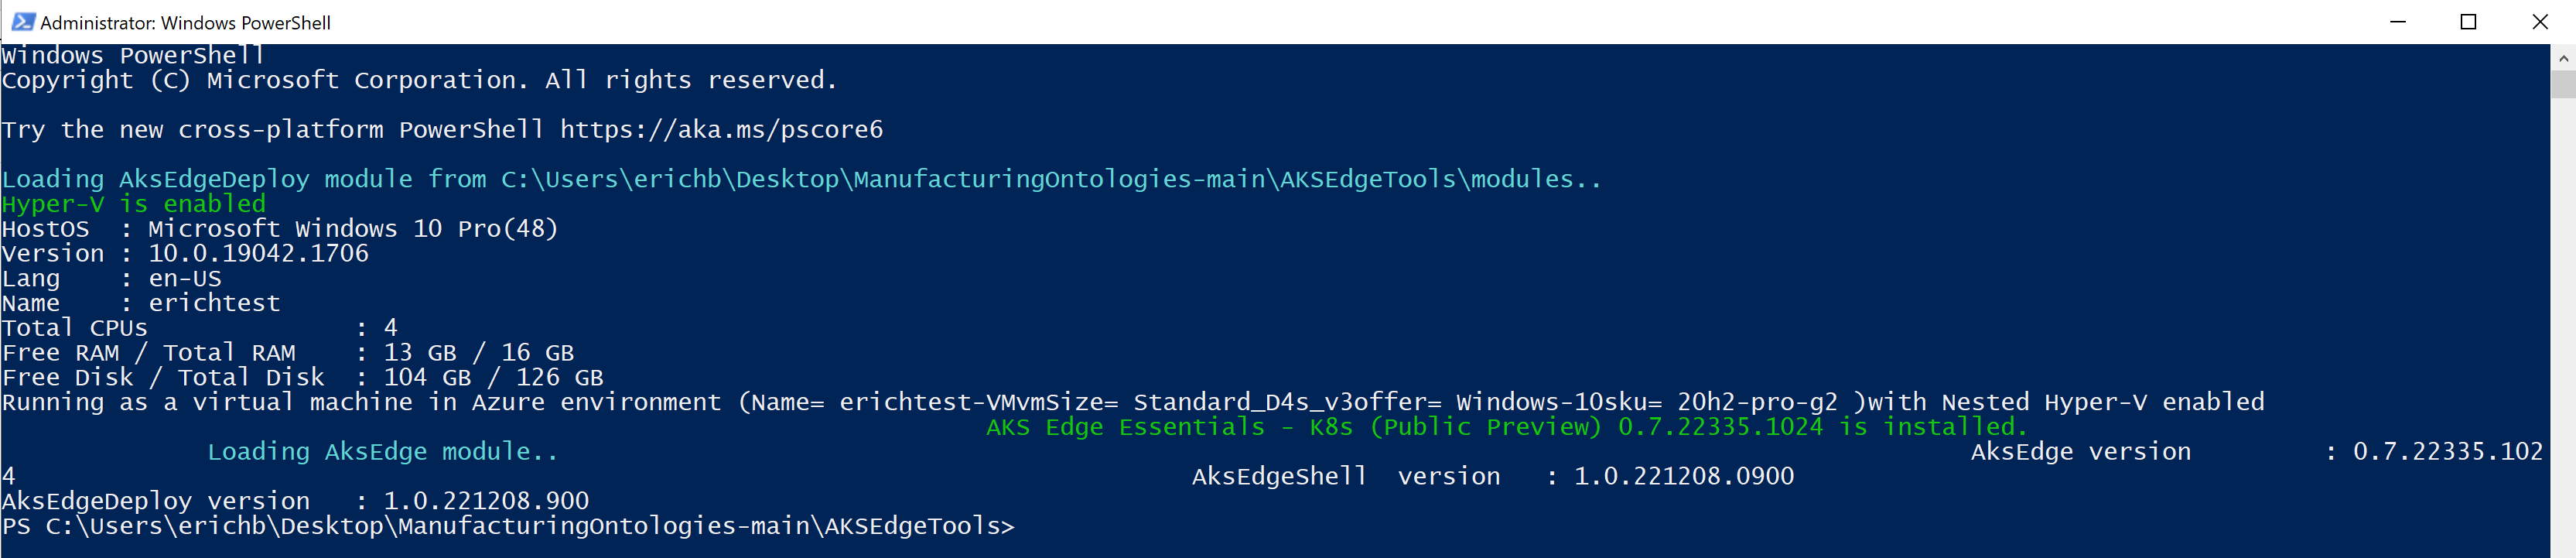 Administrator: Windows PowerShell
Windows PowerShell
Copyright (C) Microsoft Corporation. All rights reserved.
Try the new cross-platform PowerShell https://aka.ms/pscore6
Loading AksEdgeDeploy module from C:\Users\erichb\Desktop\ManufacturingOntologies-main\AKSEdgeTools\modules..
Hyper-V is enabled
HostOS  : Microsoft Windows 10 Pro(48)
Version : 10.0.19042.1706
Lang    : en-US
Name    : erichtest
Total CPUs              : 4
Free RAM / Total RAM    : 13 GB / 16 GB
Free Disk / Total Disk  : 104 GB / 126 GB
Running as a virtual machine in Azure environment (Name= erichtest-VMvmSize= Standard_D4s_v3offer= Windows-10sku= 20h2-pro-g2 )with Nested Hyper-V enabled
AKS Edge Essentials - K8s (Public Preview) 0.7.22335.1024 is installed.
Loading AksEdge module.. AksEdge version         : 0.7.22335.102
4 AksEdgeShell  version   : 1.0.221208.0900
AksEdgeDeploy version   : 1.0.221208.900
PS C:\Users\erichb\Desktop\ManufacturingOntologies-main\AKSEdgeTools>